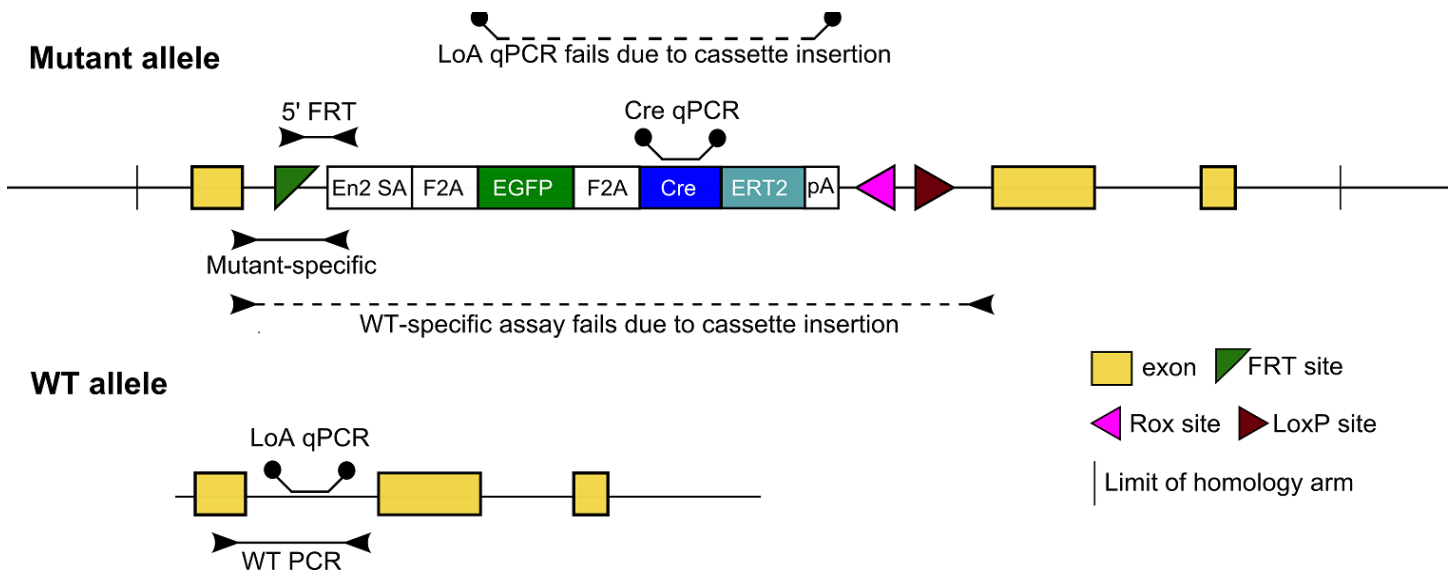 LoA qPCR fails due to cassette insertion
Mutant allele
5' FRT
Cre qPCR
En2 SA F2A EGFP F2A Cre ERT2 pA
Mutant-specific
WT-specific assay fails due to cassette insertion
WT allele
exon FRT site
Rox site LoxP site
LoA qPCR
Limit of homology arm
WT PCR